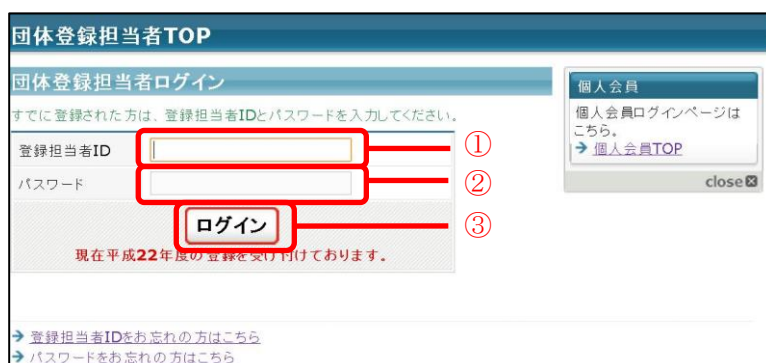 団体登録担当者TOP
団体登録担当者ログイン
すでに登録された方は、登録担当者IDとパスワードを入力してください。
登録担当者ID
①
パスワード
②
ログイン
③
現在平成22年度の登録を受け付けております。
個人会員
個人会員ログインページは
こちら。
→ 個人会員TOP
close
→ 登録担当者IDをお忘れの方はこちら
→ パスワードをお忘れの方はこちら